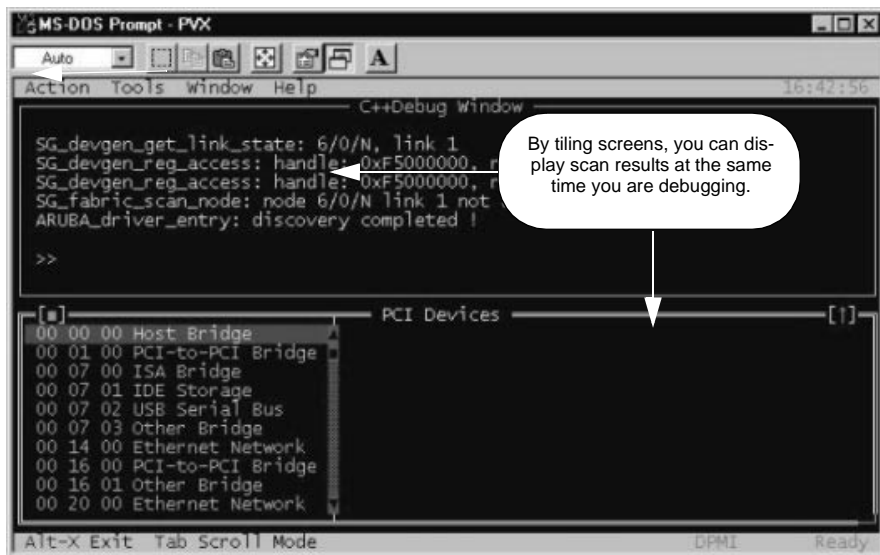 MS-DOS Prompt - PVX
Auto
A
Action Tools Window Help 16:42:56
C++Debug Window
SG_devgen_get_link_state: 6/0/N, link 1
SG_devgen_reg_access: handle: 0xF5000000, r
SG_devgen_reg_access: handle: 0xF5000000, r
SG_fabric_scan_node: node 6/0/N link 1 not
ARUBA_driver_entry: discovery completed !
>>
By tiling screens, you can dis-
play scan results at the same
time you are debugging.
[■] PCI Devices [↑]
00 00 00 Host Bridge
00 01 00 PCI-to-PCI Bridge
00 07 00 ISA Bridge
00 07 01 IDE Storage
00 07 02 USB Serial Bus
00 07 03 Other Bridge
00 14 00 Ethernet Network
00 16 00 PCI-to-PCI Bridge
00 16 01 Other Bridge
00 20 00 Ethernet Network
Alt-X Exit Tab Scroll Mode DPMI Ready